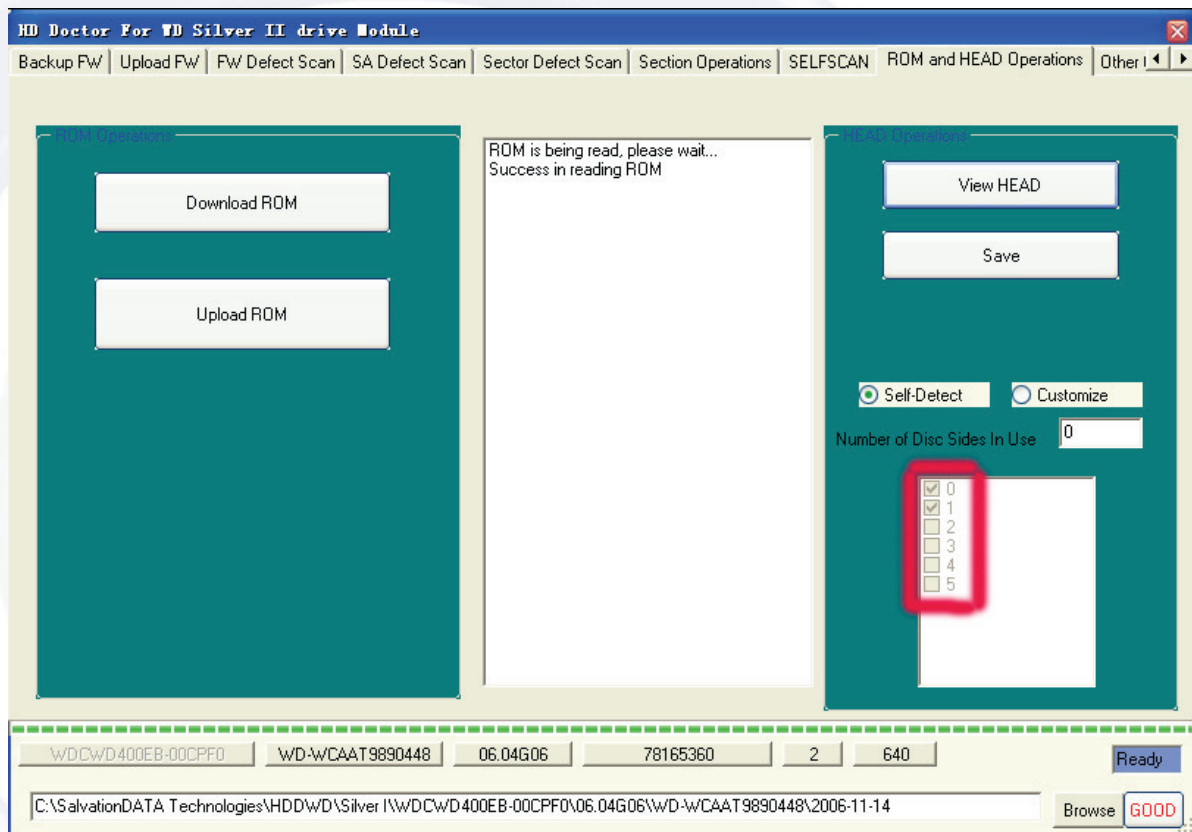 HD Doctor For WD Silver II drive Module
Backup FW Upload FW FW Defect Scan SA Defect Scan Sector Defect Scan Section Operations SELFSCAN ROM and HEAD Operations Other
ROM Operations
Download ROM
Upload ROM
ROM is being read, please wait...
Success in reading ROM
HEAD Operations
View HEAD
Save
Self-Detect Customize
Number of Disc Sides In Use 0
0
1
2
3
4
5
WDCWD400EB-00CPF0 WD-WCAAT9890448 06.04G06 78165360 2 640 Ready
C:\SalvationDATA Technologies\HDDWD\Silver I\WDCWD400EB-00CPF0\06.04G06\WD-WCAAT9890448\2006-11-14 Browse GOOD